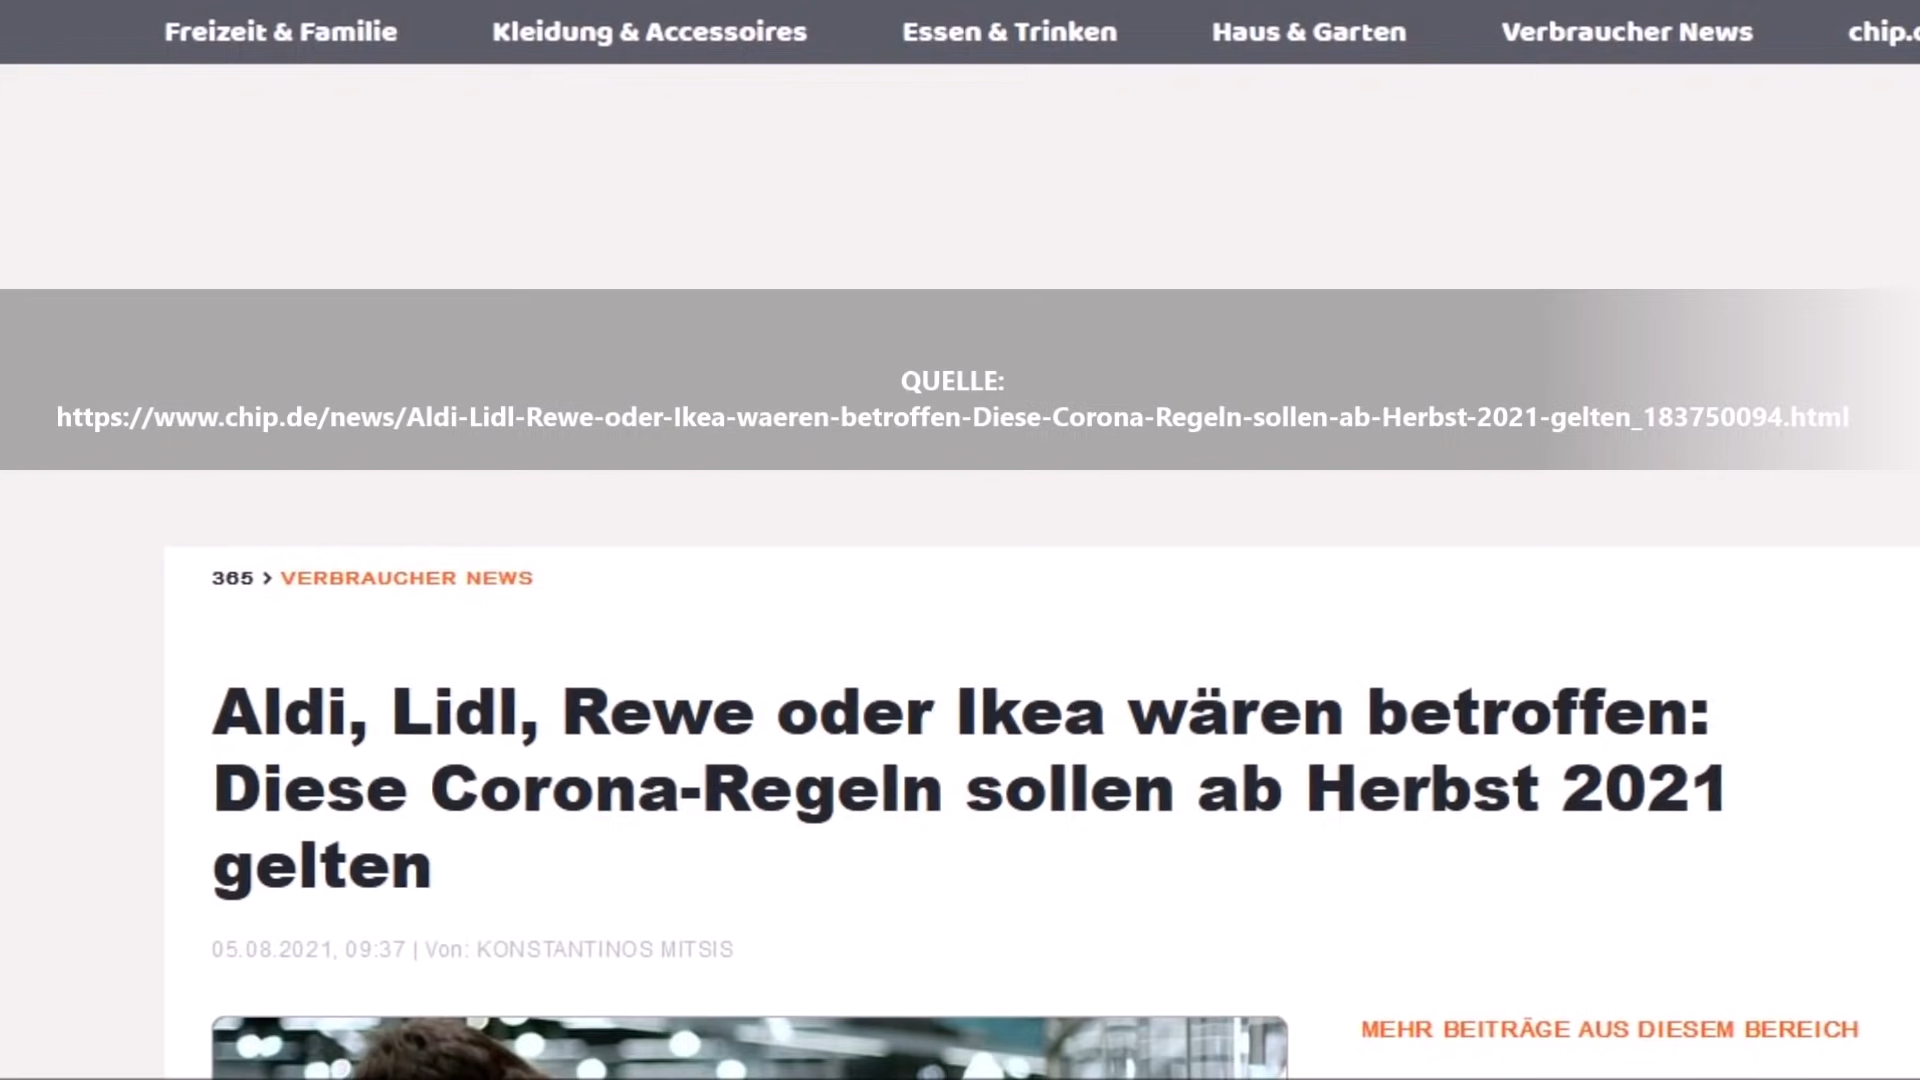 Freizeit & Familie Kleidung & Accessoires Essen & Trinken Haus & Garten Verbraucher News chip.
QUELLE:
https://www.chip.de/news/Aldi-Lidl-Rewe-oder-Ikea-waeren-betroffen-Diese-Corona-Regeln-sollen-ab-Herbst-2021-gelten_183750094.html
365 > VERBRAUCHER NEWS
Aldi, Lidl, Rewe oder Ikea wären betroffen:
Diese Corona-Regeln sollen ab Herbst 2021
gelten
05.08.2021, 09:37 | Von: KONSTANTINOS MITSIS
MEHR BEITRÄGE AUS DIESEM BEREICH